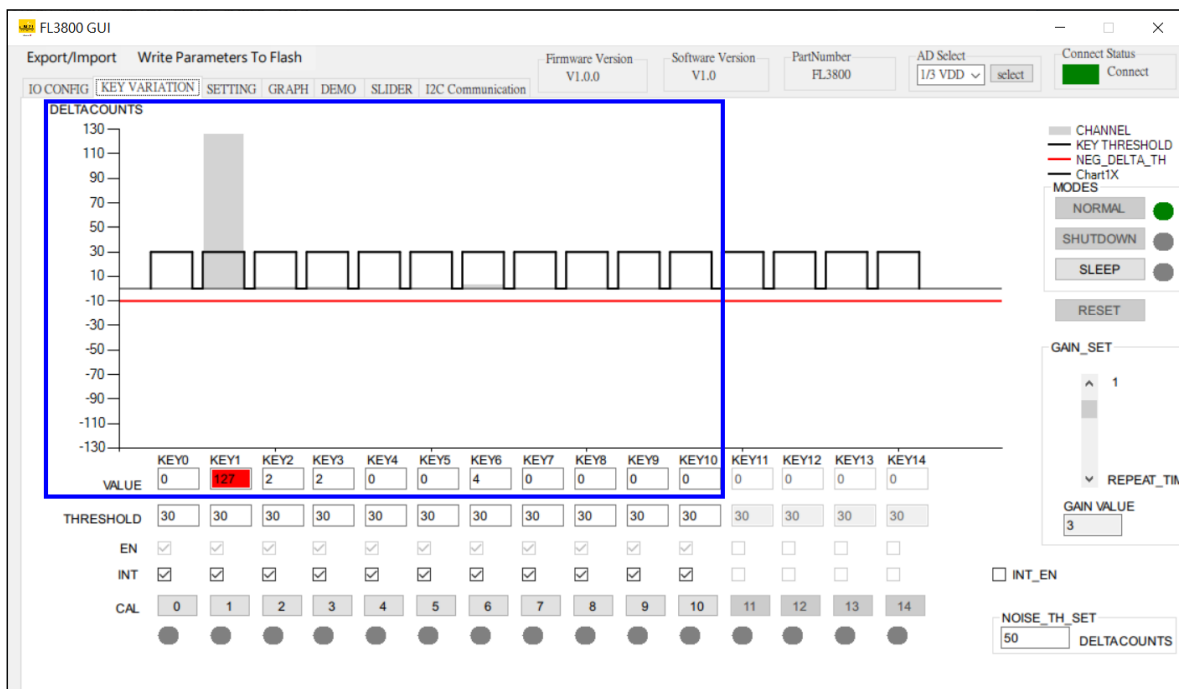 FL3800 GUI
Export/Import Write Parameters To Flash
Firmware Version
V1.0.0
Software Version
V1.0
PartNumber
FL3800
AD Select
1/3 VDD select
Connect Status
Connect
IO CONFIG KEY VARIATION SETTING GRAPH DEMO SLIDER I2C Communication
DELTACOUNTS
130
110
90
70
50
30
10
-10
-30
-50
-70
-90
-110
-130
KEY0 KEY1 KEY2 KEY3 KEY4 KEY5 KEY6 KEY7 KEY8 KEY9 KEY10 KEY11 KEY12 KEY13 KEY14
VALUE 0 127 2 2 0 0 4 0 0 0 0 0 0 0 0
THRESHOLD 30 30 30 30 30 30 30 30 30 30 30 30 30 30 30
EN
INT
CAL 0 1 2 3 4 5 6 7 8 9 10 11 12 13 14
CHANNEL
KEY THRESHOLD
NEG_DELTA_TH
Chart1X
MODES
NORMAL
SHUTDOWN
SLEEP
RESET
GAIN_SET
1
REPEAT_TIM
GAIN VALUE
3
INT_EN
NOISE_TH_SET
50 DELTACOUNTS